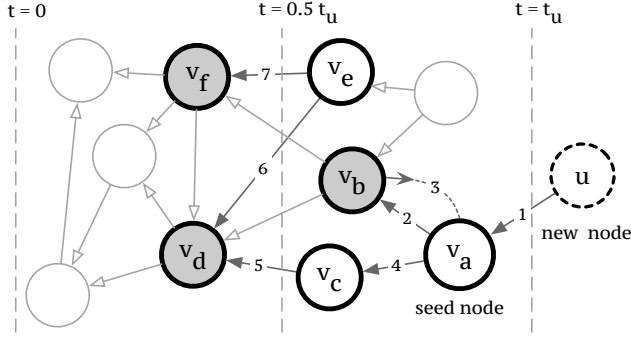 t = 0
t = 0.5 t_u
t = t_u
v_f
7
v_e
6
v_b
3
u
2
1
new node
v_d
5
v_c
4
v_a
seed node